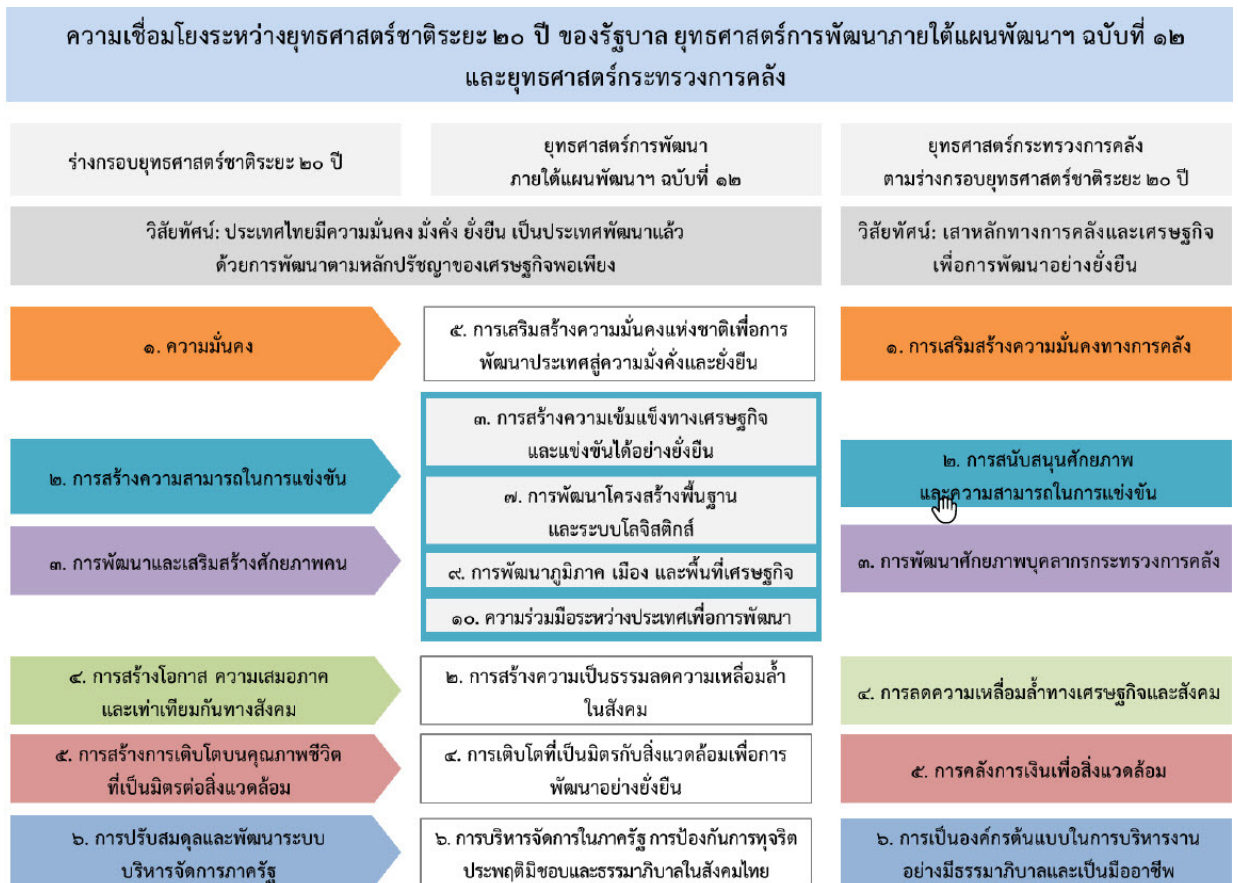 ความเชื่อมโยงระหว่างยุทธศาสตร์ชาติระยะ ๒๐ ปี ของรัฐบาล ยุทธศาสตร์การพัฒนาภายใต้แผนพัฒนาฯ ฉบับที่ ๑๒
และยุทธศาสตร์กระทรวงการคลัง
ร่างกรอบยุทธศาสตร์ชาติระยะ ๒๐ ปี
ยุทธศาสตร์การพัฒนา
ภายใต้แผนพัฒนาฯ ฉบับที่ ๑๒
ยุทธศาสตร์กระทรวงการคลัง
ตามร่างกรอบยุทธศาสตร์ชาติระยะ ๒๐ ปี
วิสัยทัศน์: ประเทศไทยมีความมั่นคง มั่งคั่ง ยั่งยืน เป็นประเทศพัฒนาแล้ว
ด้วยการพัฒนาตามหลักปรัชญาของเศรษฐกิจพอเพียง
วิสัยทัศน์: เสาหลักทางการคลังและเศรษฐกิจ
เพื่อการพัฒนาอย่างยั่งยืน
๑. ความมั่นคง
๕. การเสริมสร้างความมั่นคงแห่งชาติเพื่อการ
พัฒนาประเทศสู่ความมั่งคั่งและยั่งยืน
๑. การเสริมสร้างความมั่นคงทางการคลัง
๒. การสร้างความสามารถในการแข่งขัน
๓. การสร้างความเข้มแข็งทางเศรษฐกิจ
และแข่งขันได้อย่างยั่งยืน
๗. การพัฒนาโครงสร้างพื้นฐาน
และระบบโลจิสติกส์
๒. การสนับสนุนศักยภาพ
และความสามารถในการแข่งขัน
๓. การพัฒนาและเสริมสร้างศักยภาพคน
๙. การพัฒนาภูมิภาค เมือง และพื้นที่เศรษฐกิจ
๑๐. ความร่วมมือระหว่างประเทศเพื่อการพัฒนา
๓. การพัฒนาศักยภาพบุคลากรกระทรวงการคลัง
๔. การสร้างโอกาส ความเสมอภาค
และเท่าเทียมกันทางสังคม
๒. การสร้างความเป็นธรรมลดความเหลื่อมล้ำ
ในสังคม
๔. การลดความเหลื่อมล้ำทางเศรษฐกิจและสังคม
๕. การสร้างการเติบโตบนคุณภาพชีวิต
ที่เป็นมิตรต่อสิ่งแวดล้อม
๔. การเติบโตที่เป็นมิตรกับสิ่งแวดล้อมเพื่อการ
พัฒนาอย่างยั่งยืน
๕. การคลังการเงินเพื่อสิ่งแวดล้อม
๖. การปรับสมดุลและพัฒนาระบบ
บริหารจัดการภาครัฐ
๖. การบริหารจัดการในภาครัฐ การป้องกันการทุจริต
ประพฤติมิชอบและธรรมาภิบาลในสังคมไทย
๖. การเป็นองค์กรต้นแบบในการบริหารงาน
อย่างมีธรรมาภิบาลและเป็นมืออาชีพ